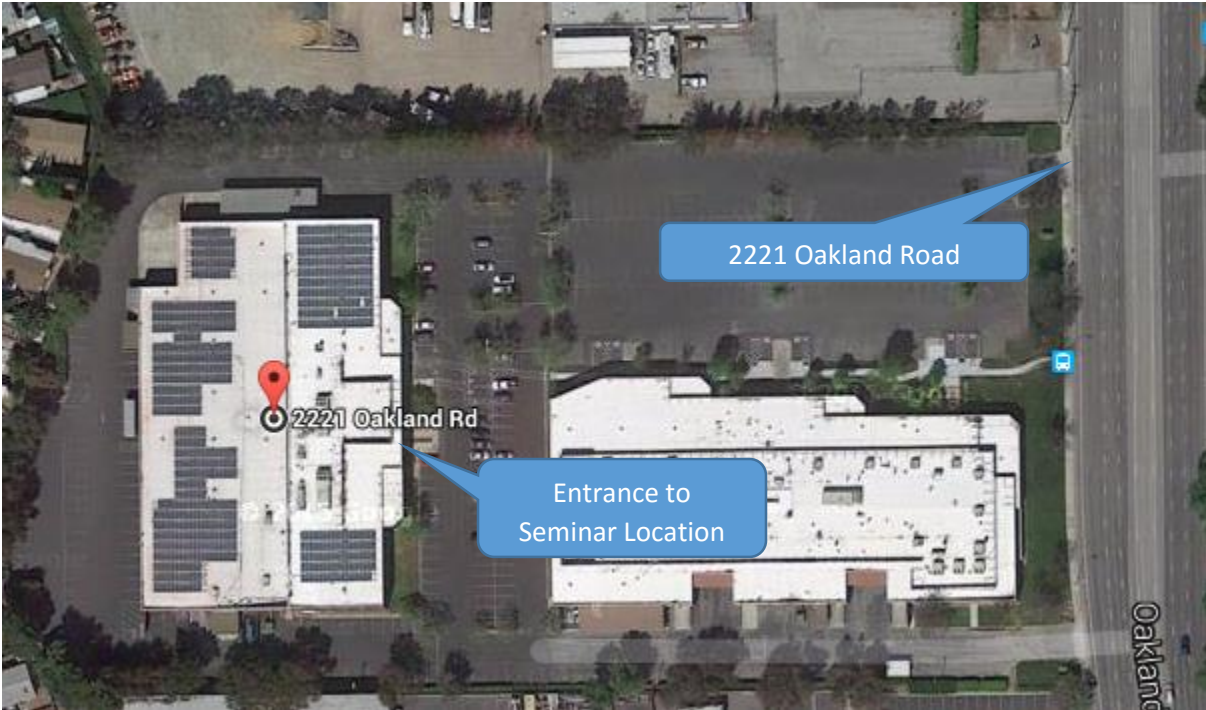 2221 Oakland Road
2221 Oakland Rd
Entrance to
Seminar Location
Oakland